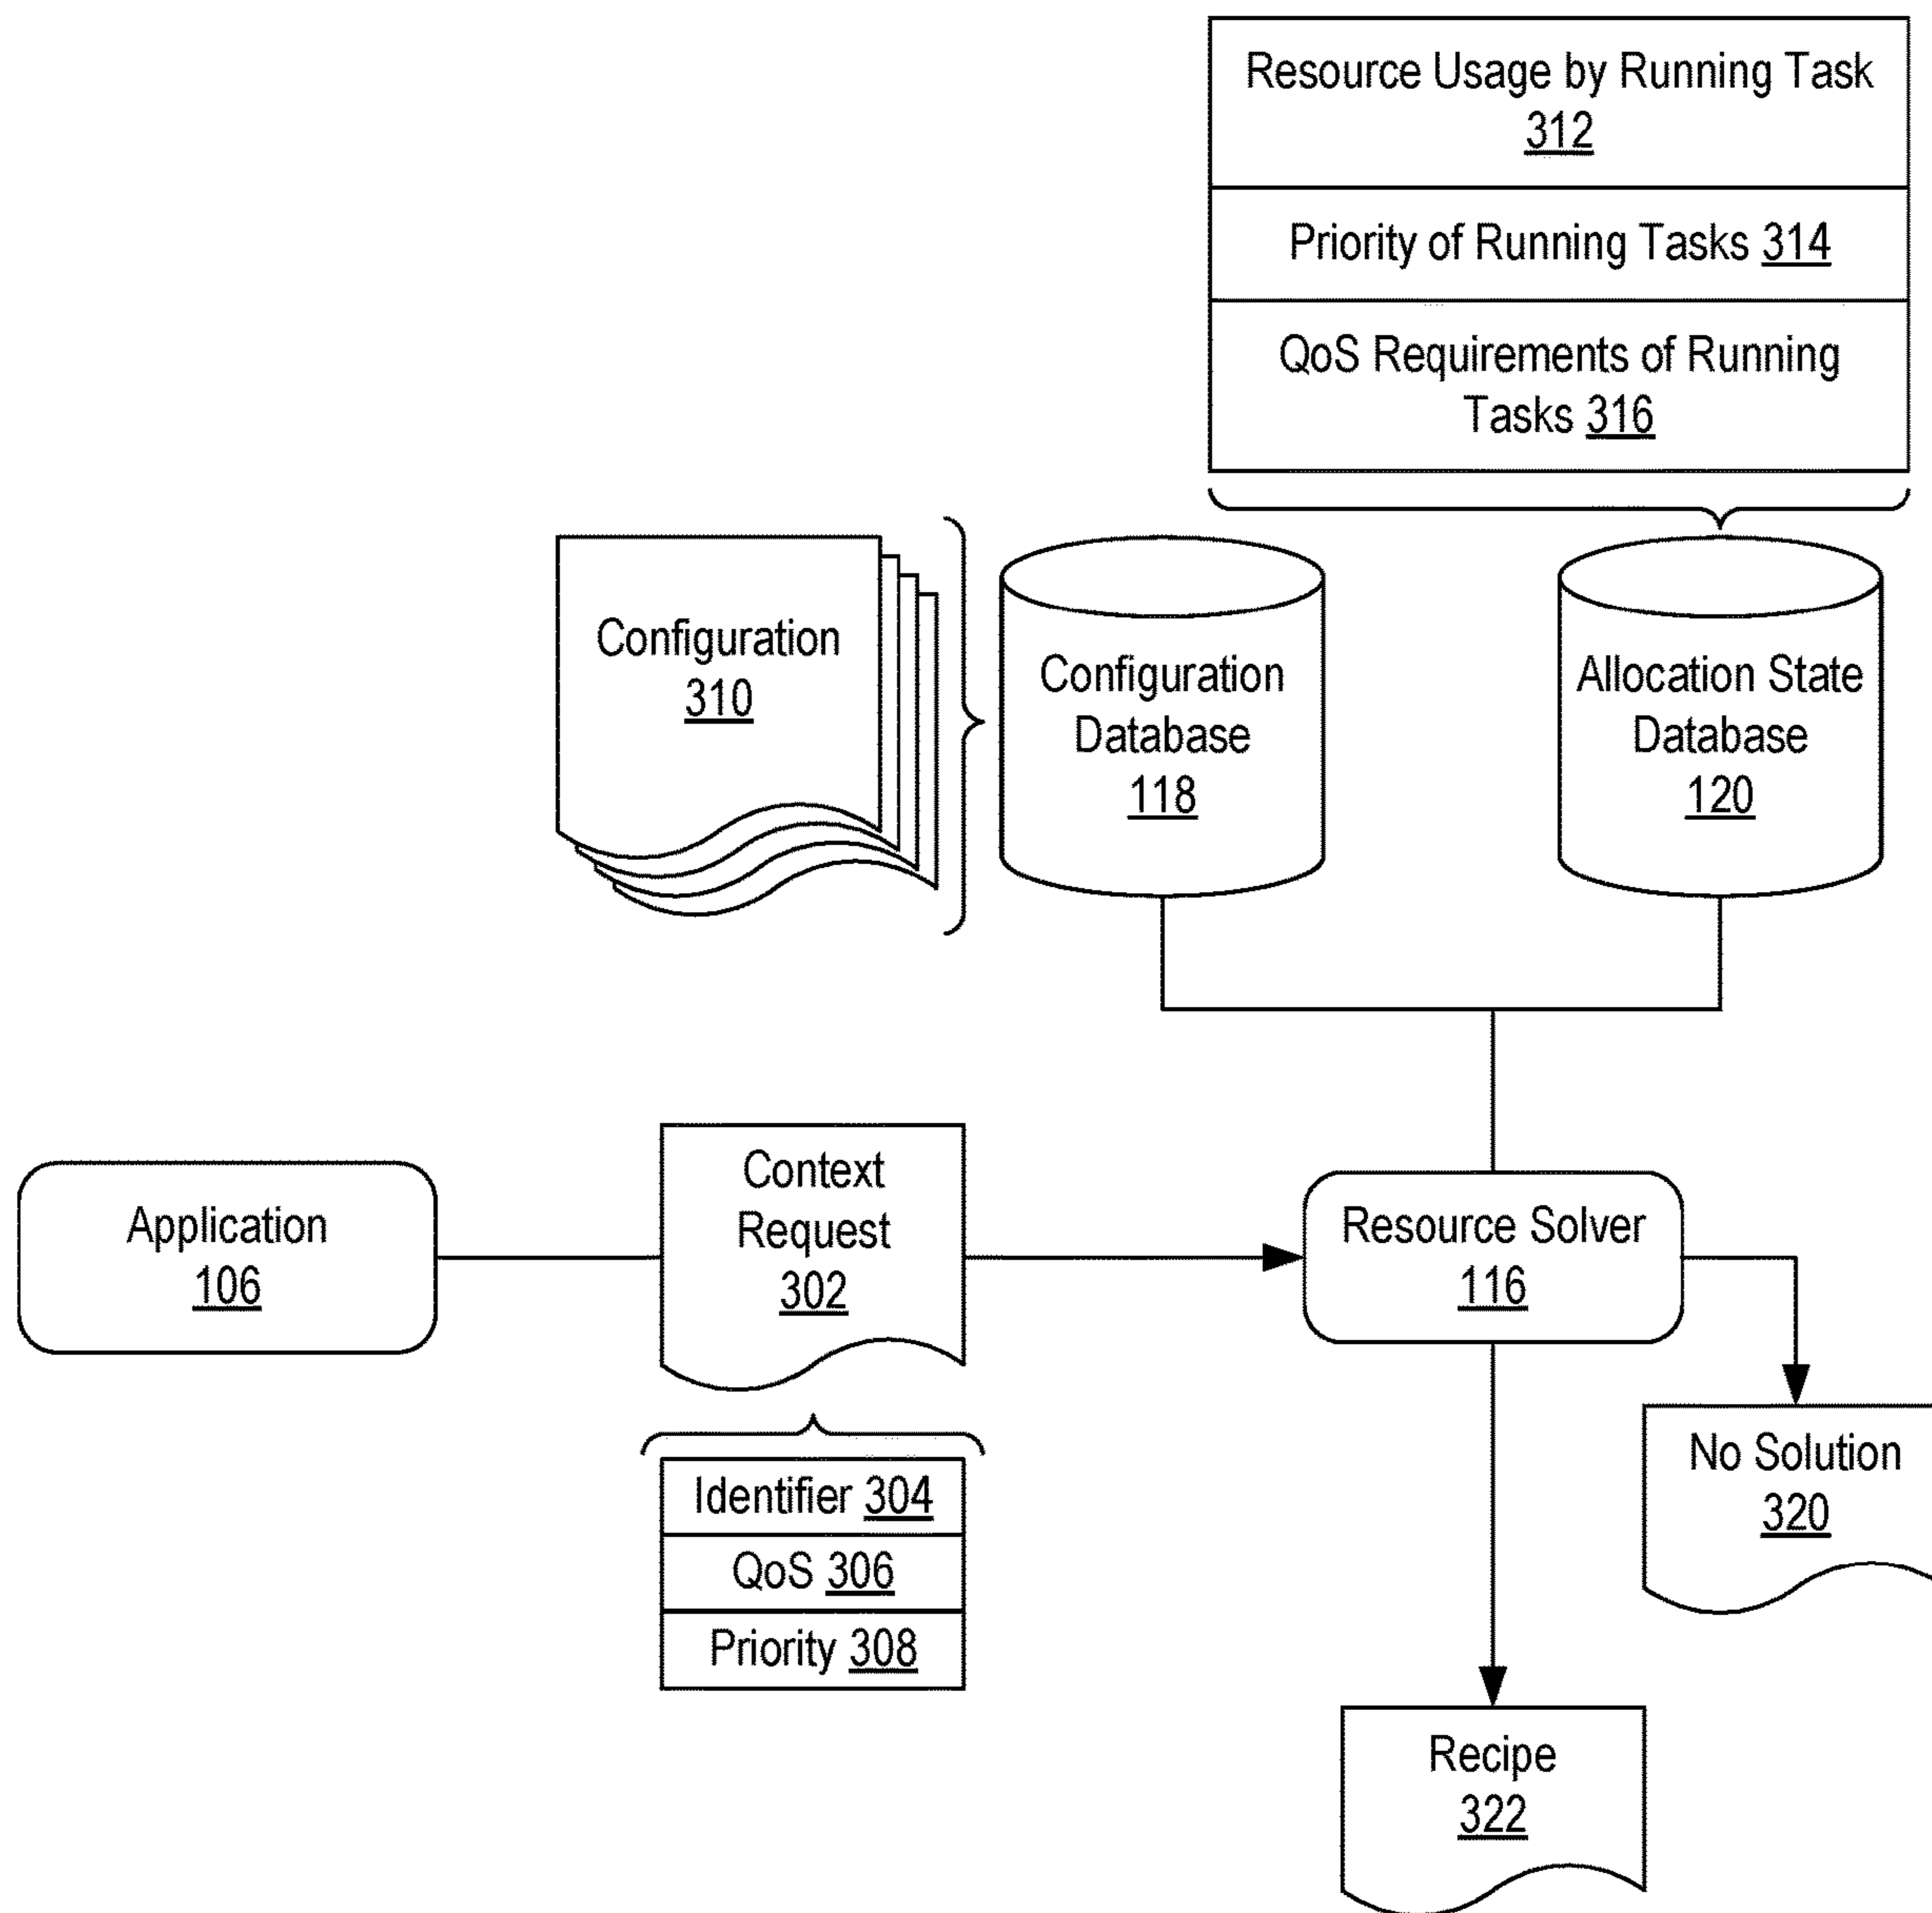 Resource Usage by Running Task
312
Priority of Running Tasks 314
QoS Requirements of Running
Tasks 316
Configuration
310
Configuration
Database
118
Allocation State
Database
120
Application
106
Context
Request
302
Resource Solver
116
Identifier 304
QoS 306
Priority 308
No Solution
320
Recipe
322